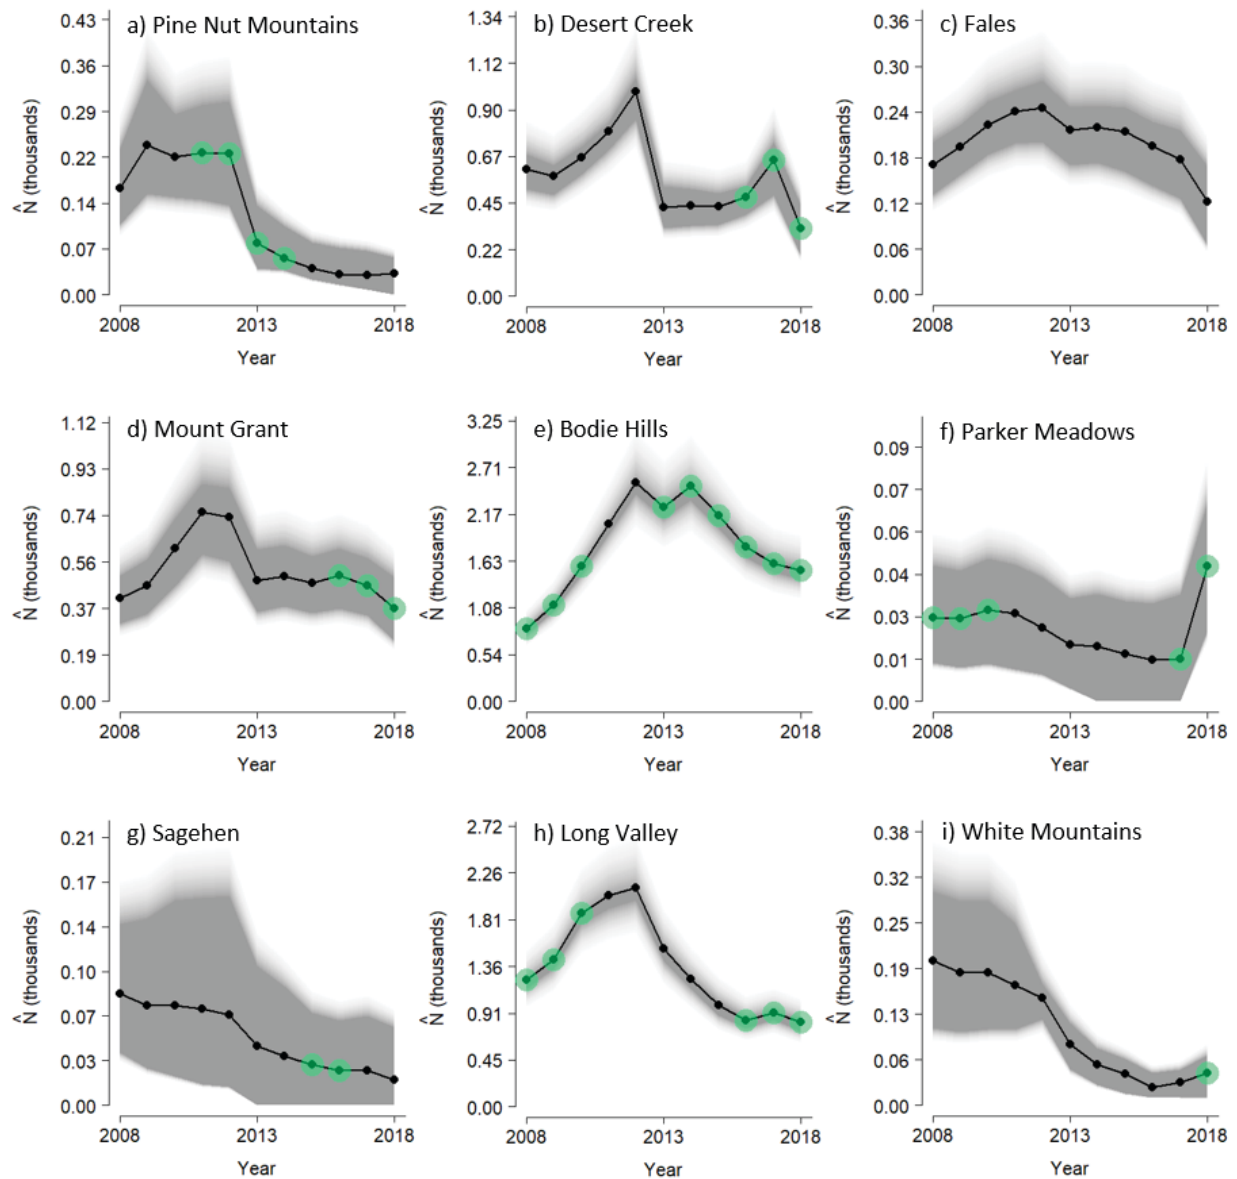 a) Pine Nut Mountains
0.43
0.36
0.29
0.22
0.14
0.07
0.00
N̂ (thousands)
2008 2013 2018
Year
b) Desert Creek
1.34
1.12
0.90
0.67
0.45
0.22
0.00
N̂ (thousands)
2008 2013 2018
Year
c) Fales
0.36
0.30
0.24
0.18
0.12
0.06
0.00
N̂ (thousands)
2008 2013 2018
Year
d) Mount Grant
1.12
0.93
0.74
0.56
0.37
0.19
0.00
N̂ (thousands)
2008 2013 2018
Year
e) Bodie Hills
3.25
2.71
2.17
1.63
1.08
0.54
0.00
N̂ (thousands)
2008 2013 2018
Year
f) Parker Meadows
0.09
0.07
0.06
0.04
0.03
0.01
0.00
N̂ (thousands)
2008 2013 2018
Year
g) Sagehen
0.21
0.17
0.14
0.10
0.07
0.03
0.00
N̂ (thousands)
2008 2013 2018
Year
h) Long Valley
2.72
2.26
1.81
1.36
0.91
0.45
0.00
N̂ (thousands)
2008 2013 2018
Year
i) White Mountains
0.38
0.32
0.25
0.19
0.13
0.06
0.00
N̂ (thousands)
2008 2013 2018
Year